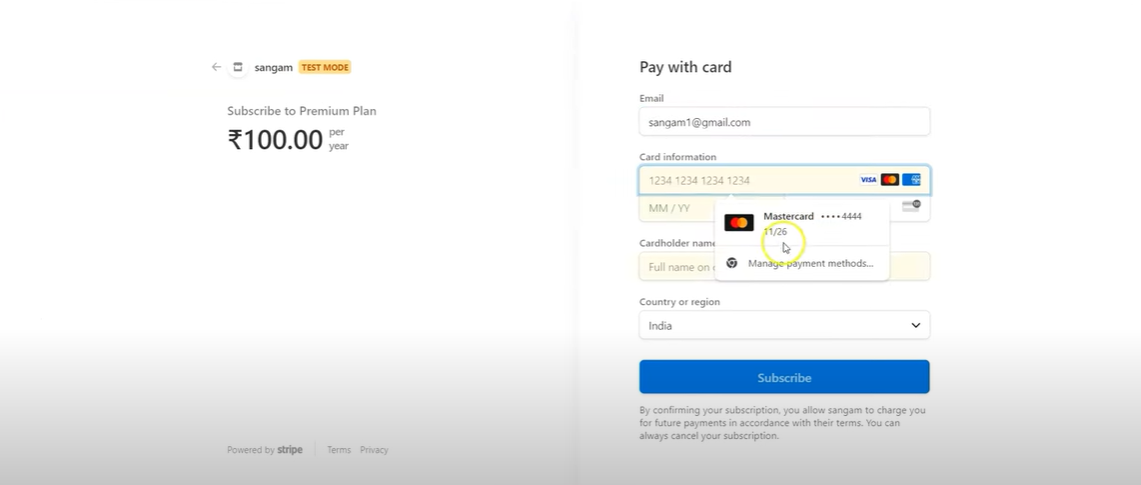 sangam TEST MODE
Subscribe to Premium Plan
₹100.00 per year
Powered by stripe Terms Privacy
Pay with card
Email
sangam1@gmail.com
Card information
1234 1234 1234 1234 VISA
MM / YY
Mastercard •••• 4444
11/26
Manage payment methods...
Cardholder name
Full name on
Country or region
India
Subscribe
By confirming your subscription, you allow sangam to charge you
for future payments in accordance with their terms. You can
always cancel your subscription.